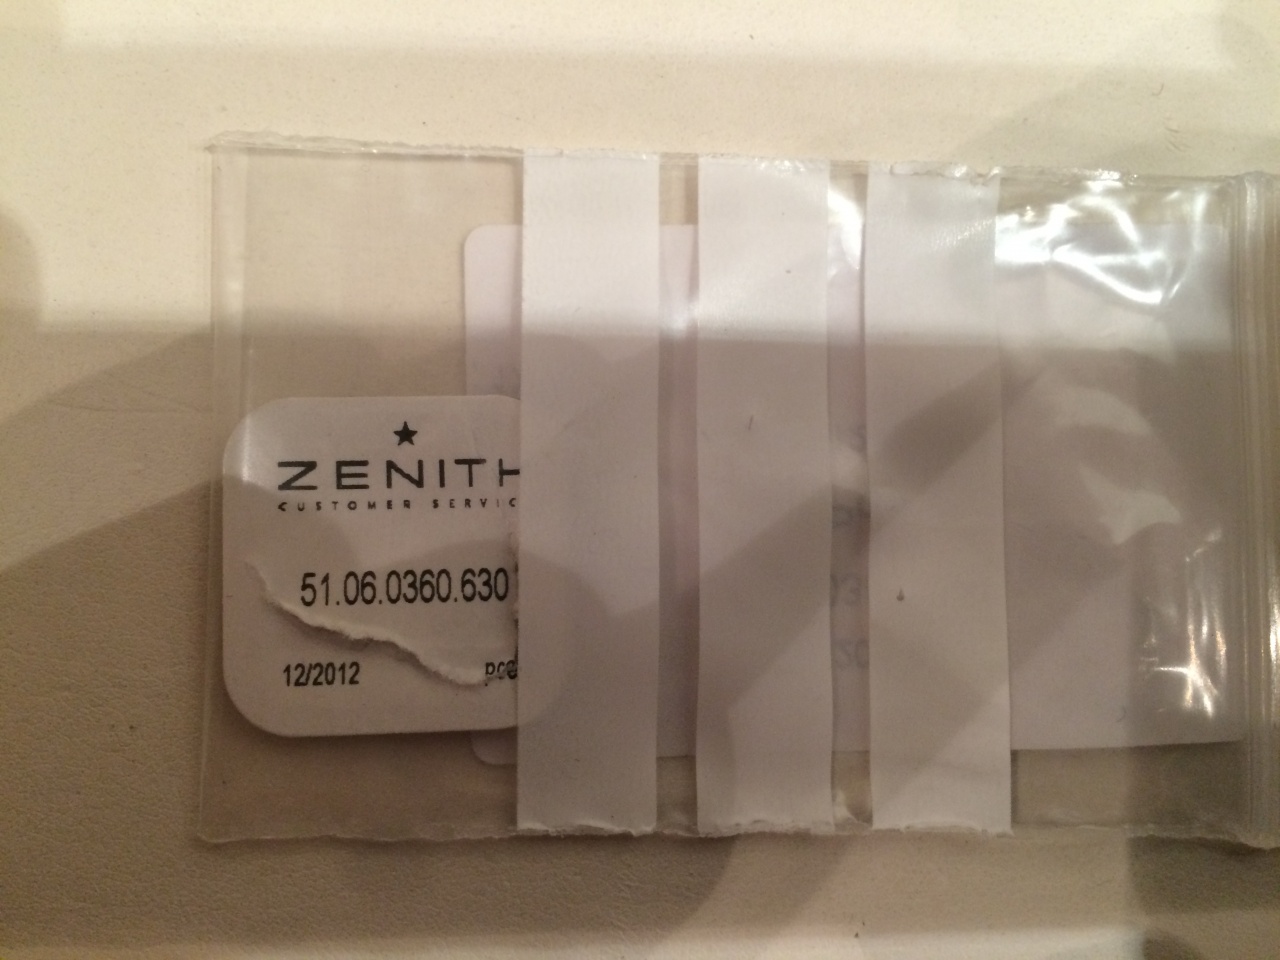 ZENITH
CUSTOMER SERVIC
51.06.0360.630
12/2012